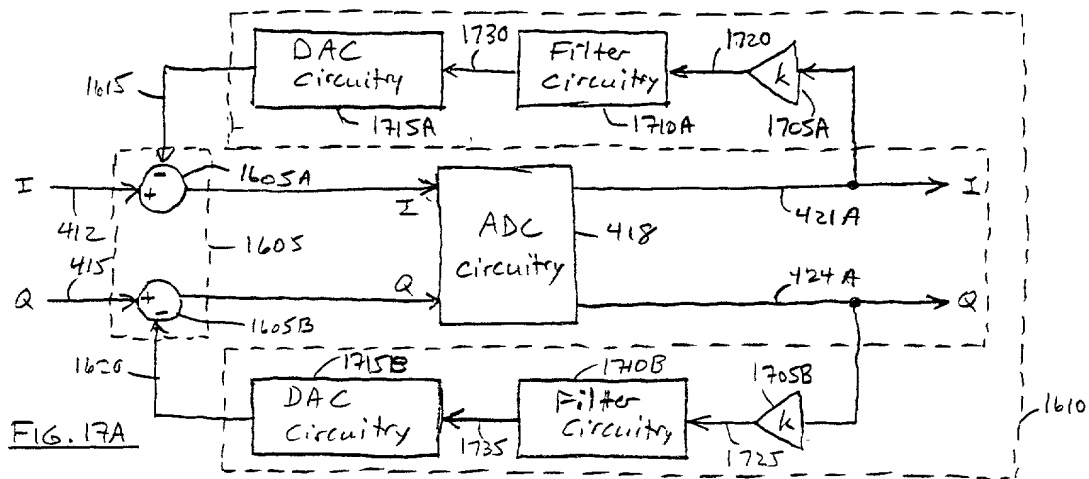 DAC
Circuitry
1715A
1730
Filter
Circuitry
1710A
1720
k
1705A
1615
I
412
+
-
1605A
1605
I
ADC
Circuitry
418
421A
I
Q
415
+
-
1605B
Q
424A
Q
1620
1715B
DAC
Circuitry
1735
1710B
Filter
Circuitry
1725
1705B
k
1610
FIG. 17A